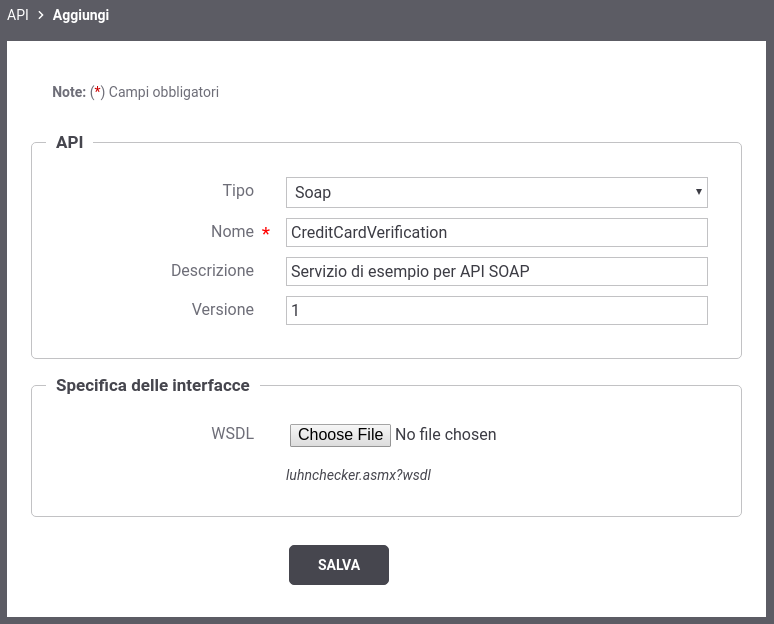 API > Aggiungi
Note: (*) Campi obbligatori
API
Tipo Soap
Nome * CreditCardVerification
Descrizione Servizio di esempio per API SOAP
Versione 1
Specifica delle interfacce
WSDL Choose File No file chosen
luhnchecker.asmx?wsdl
SALVA